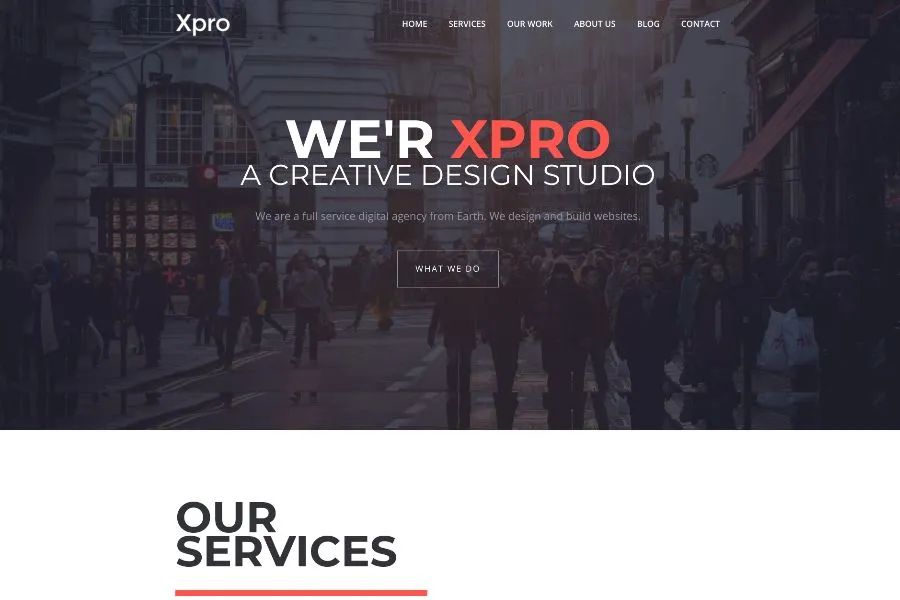 Xpro
HOME SERVICES OUR WORK ABOUT US BLOG CONTACT
WE'R XPRO
A CREATIVE DESIGN STUDIO
We are a full service digital agency from Earth. We design and build websites.
WHAT WE DO
OUR
SERVICES